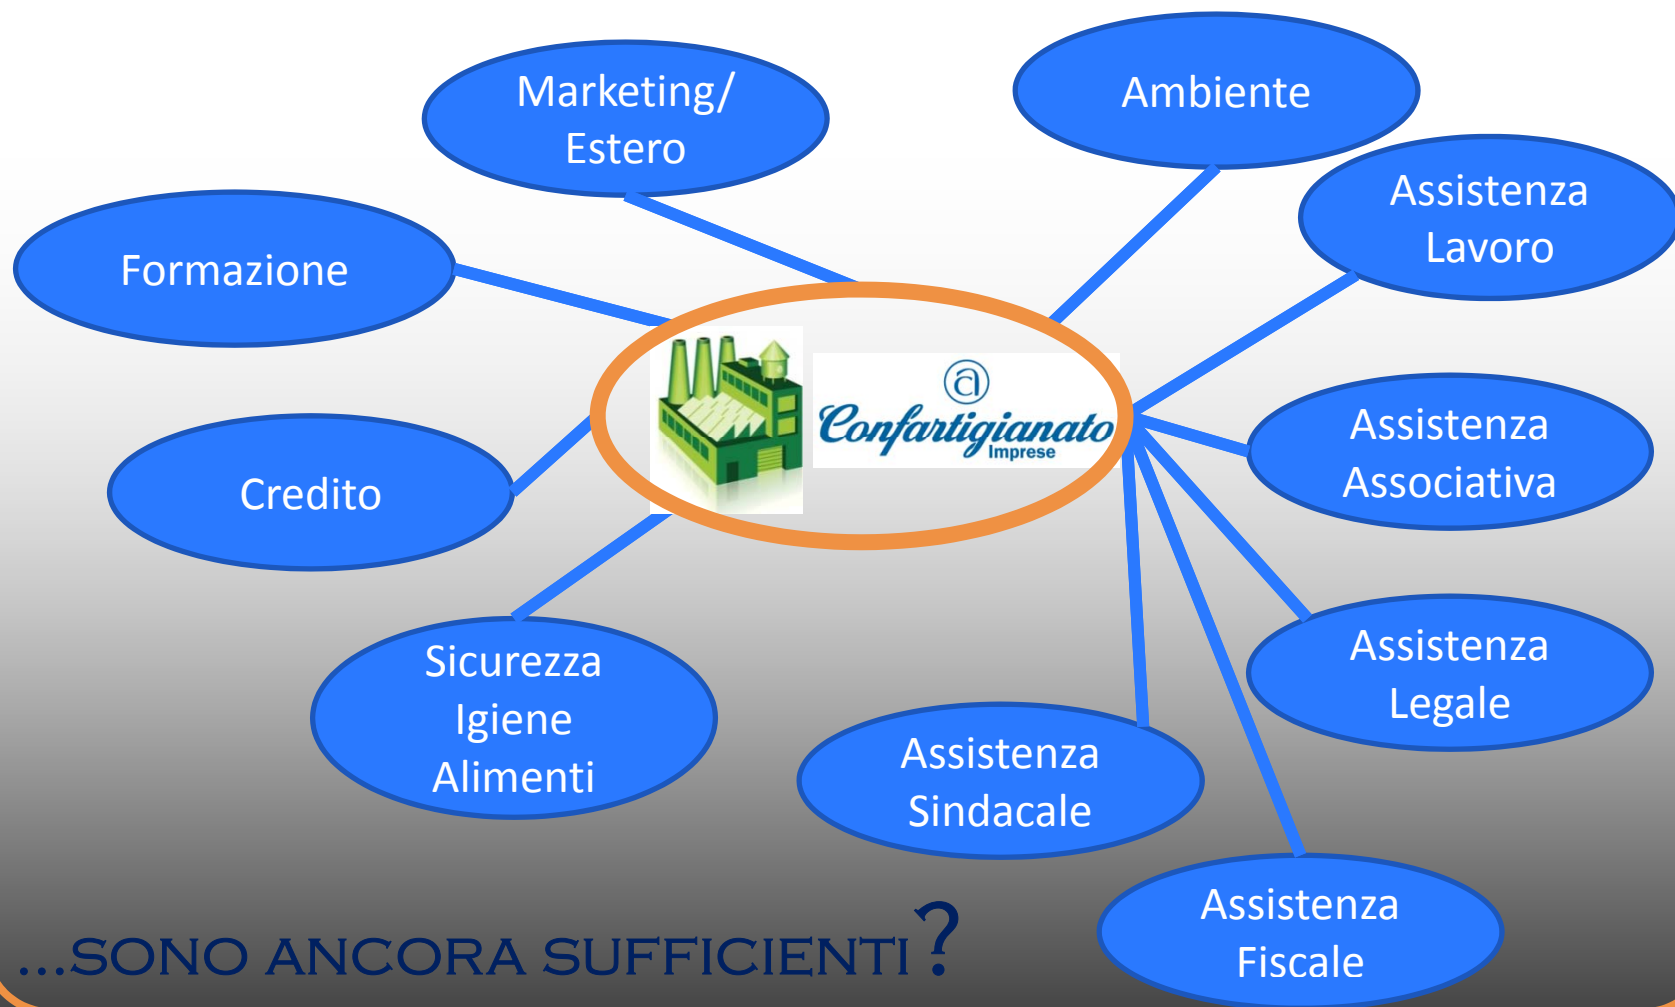 Marketing/
Estero
Ambiente
Assistenza
Lavoro
Formazione
a
Confartigianato
Imprese
Assistenza
Associativa
Credito
Sicurezza
Igiene
Alimenti
Assistenza
Legale
Assistenza
Sindacale
Assistenza
Fiscale
...SONO ANCORA SUFFICIENTI?